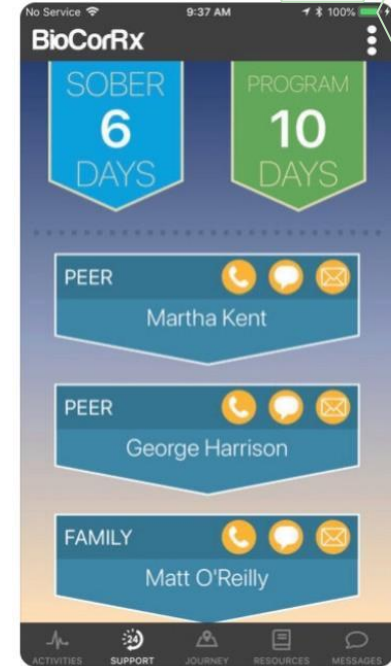 No Service 9:37 AM 100%
BioCorRx
SOBER PROGRAM
6 10
DAYS DAYS
PEER
Martha Kent
PEER
George Harrison
FAMILY
Matt O'Reilly
24
ACTIVITIES SUPPORT JOURNEY RESOURCES MESSAGES